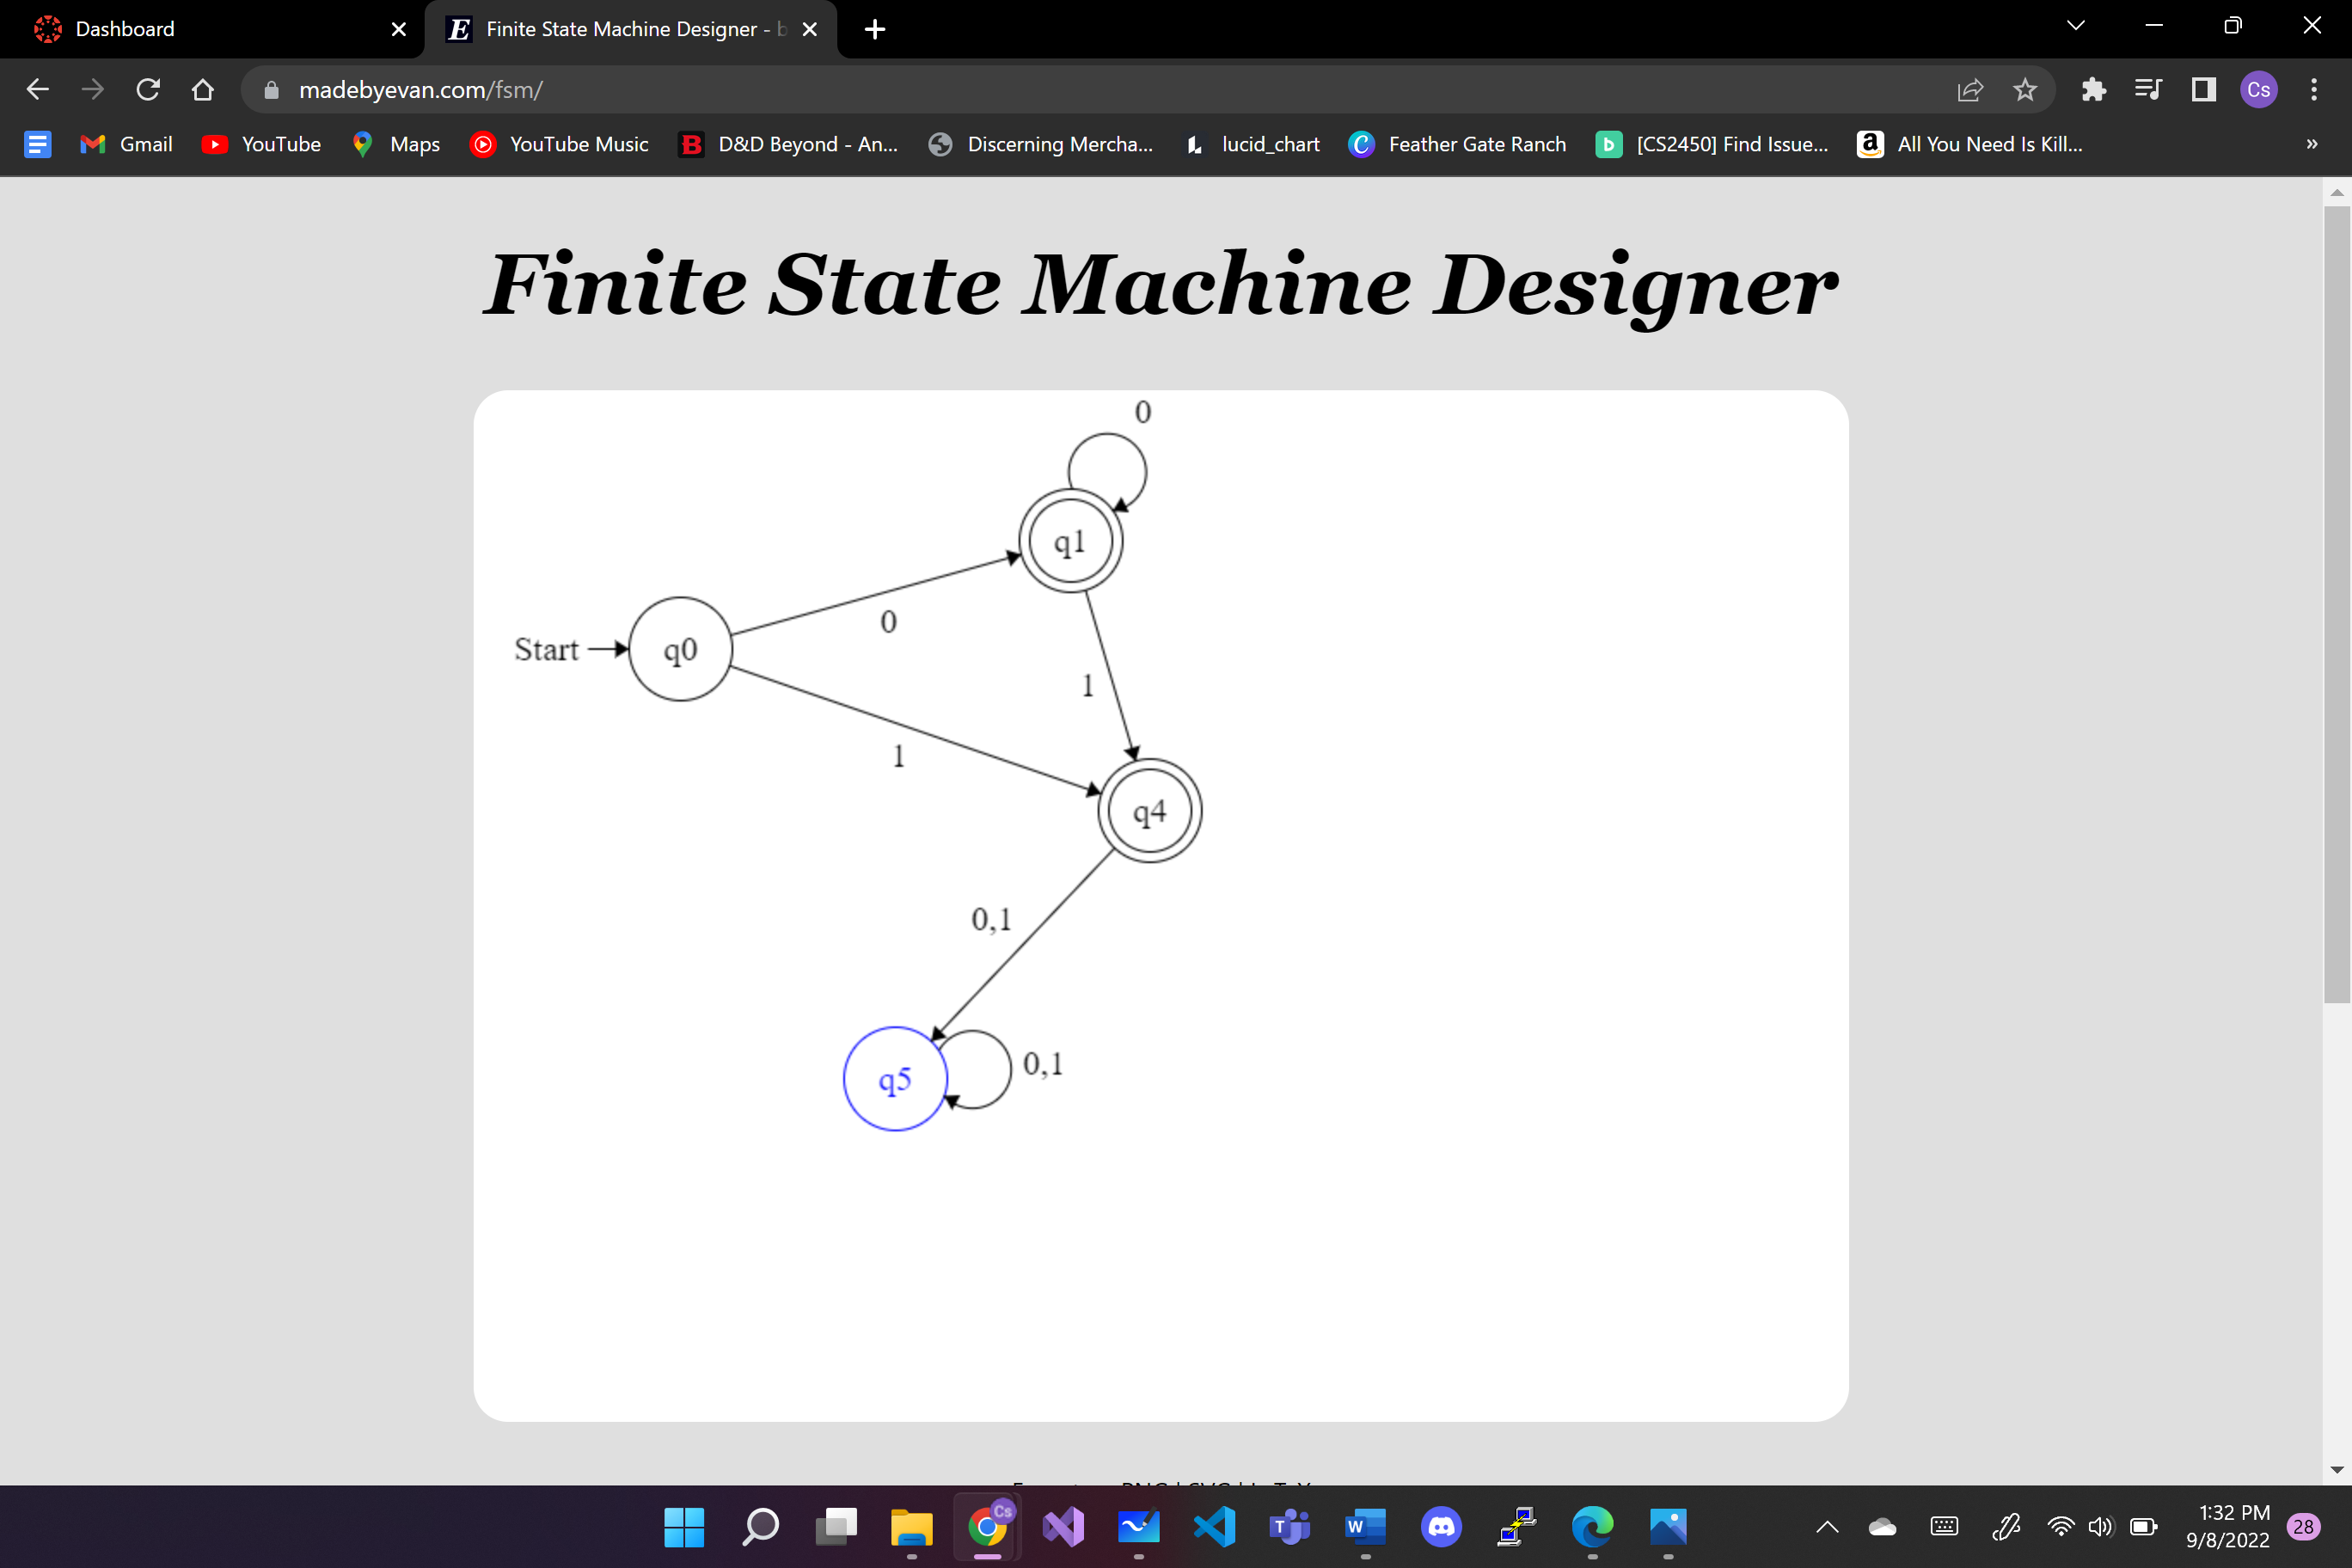 Dashboard
Finite State Machine Designer - b
madebyevan.com/fsm/
Cs
Gmail
YouTube
Maps
YouTube Music
B
D&D Beyond - An...
Discerning Mercha...
lucid_chart
Feather Gate Ranch
b
[CS2450] Find Issue...
a
All You Need Is Kill...
»
Finite State Machine Designer
0
q1
0
Start
q0
1
1
q4
0,1
q5
0,1
Cs
T
W
1:32 PM
9/8/2022
28